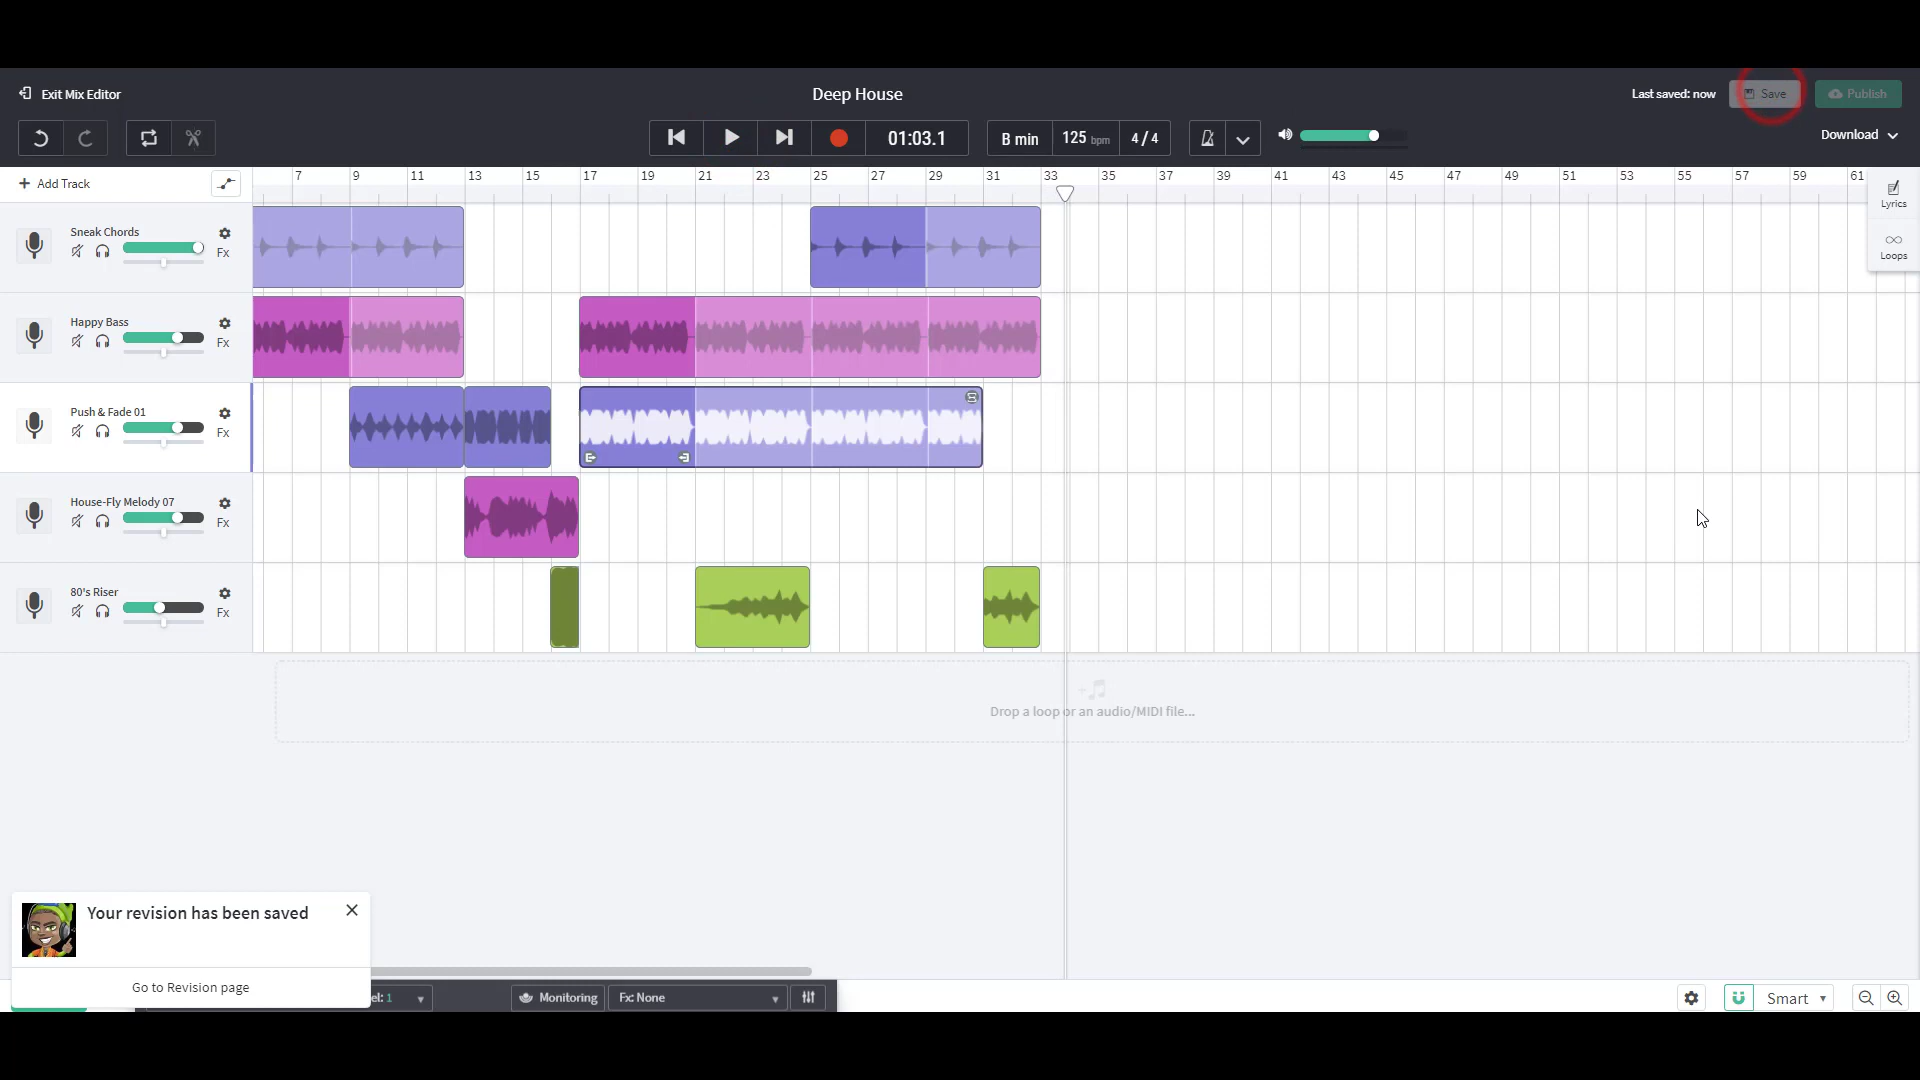 Exit Mix Editor
Deep House
Last saved: now
Save
Publish
01:03.1
B min
125 bpm
4 / 4
Download
Add Track
7 9 11 13 15 17 19 21 23 25 27 29 31 33 35 37 39 41 43 45 47 49 51 53 55 57 59 61
Lyrics
Loops
Sneak Chords
Fx
Happy Bass
Fx
Push & Fade 01
Fx
House-Fly Melody 07
Fx
80's Riser
Fx
Drop a loop or an audio/MIDI file...
Your revision has been saved
Go to Revision page
el: 1
Monitoring
Fx: None
Smart